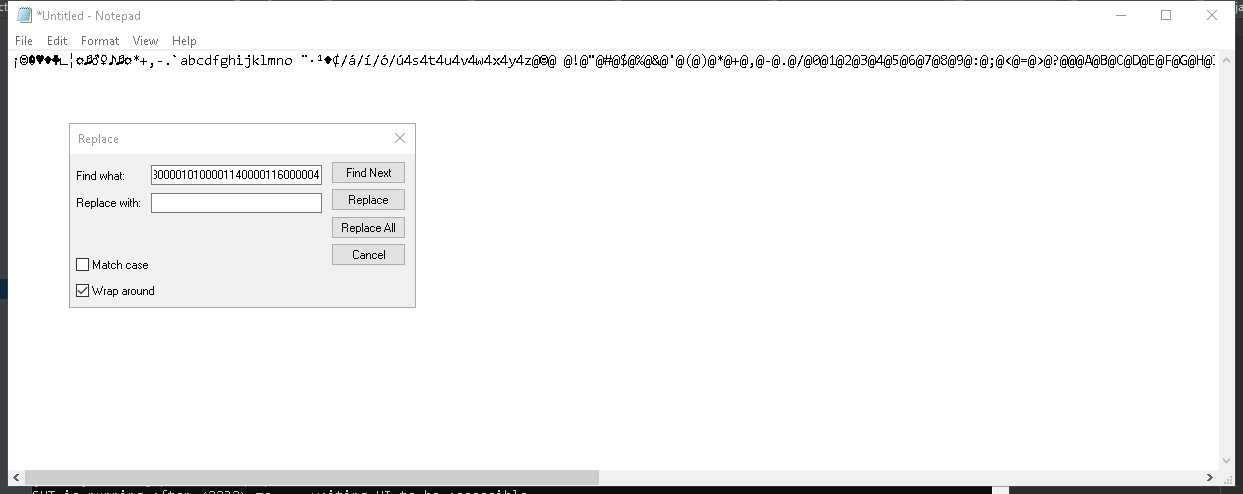 *Untitled - Notepad
File Edit Format View Help
¡☺☻♥♦♣∟¦◘♫♂♀♪♫☼*+,-.`abcdfghijklmno ¨·¹♦¢/á/í/ó/ú4s4t4u4v4w4x4y4z@☺@ @!@"@#@$@%@&@'@(@)@*@+@,@-@.@/@0@1@2@3@4@5@6@7@8@9@:@;@<@=@>@?@@@A@B@C@D@E@F@G@H@
Replace
Find what: 3000010100001140000116000004 Find Next
Replace with: Replace
Replace All
Cancel
Match case
Wrap around